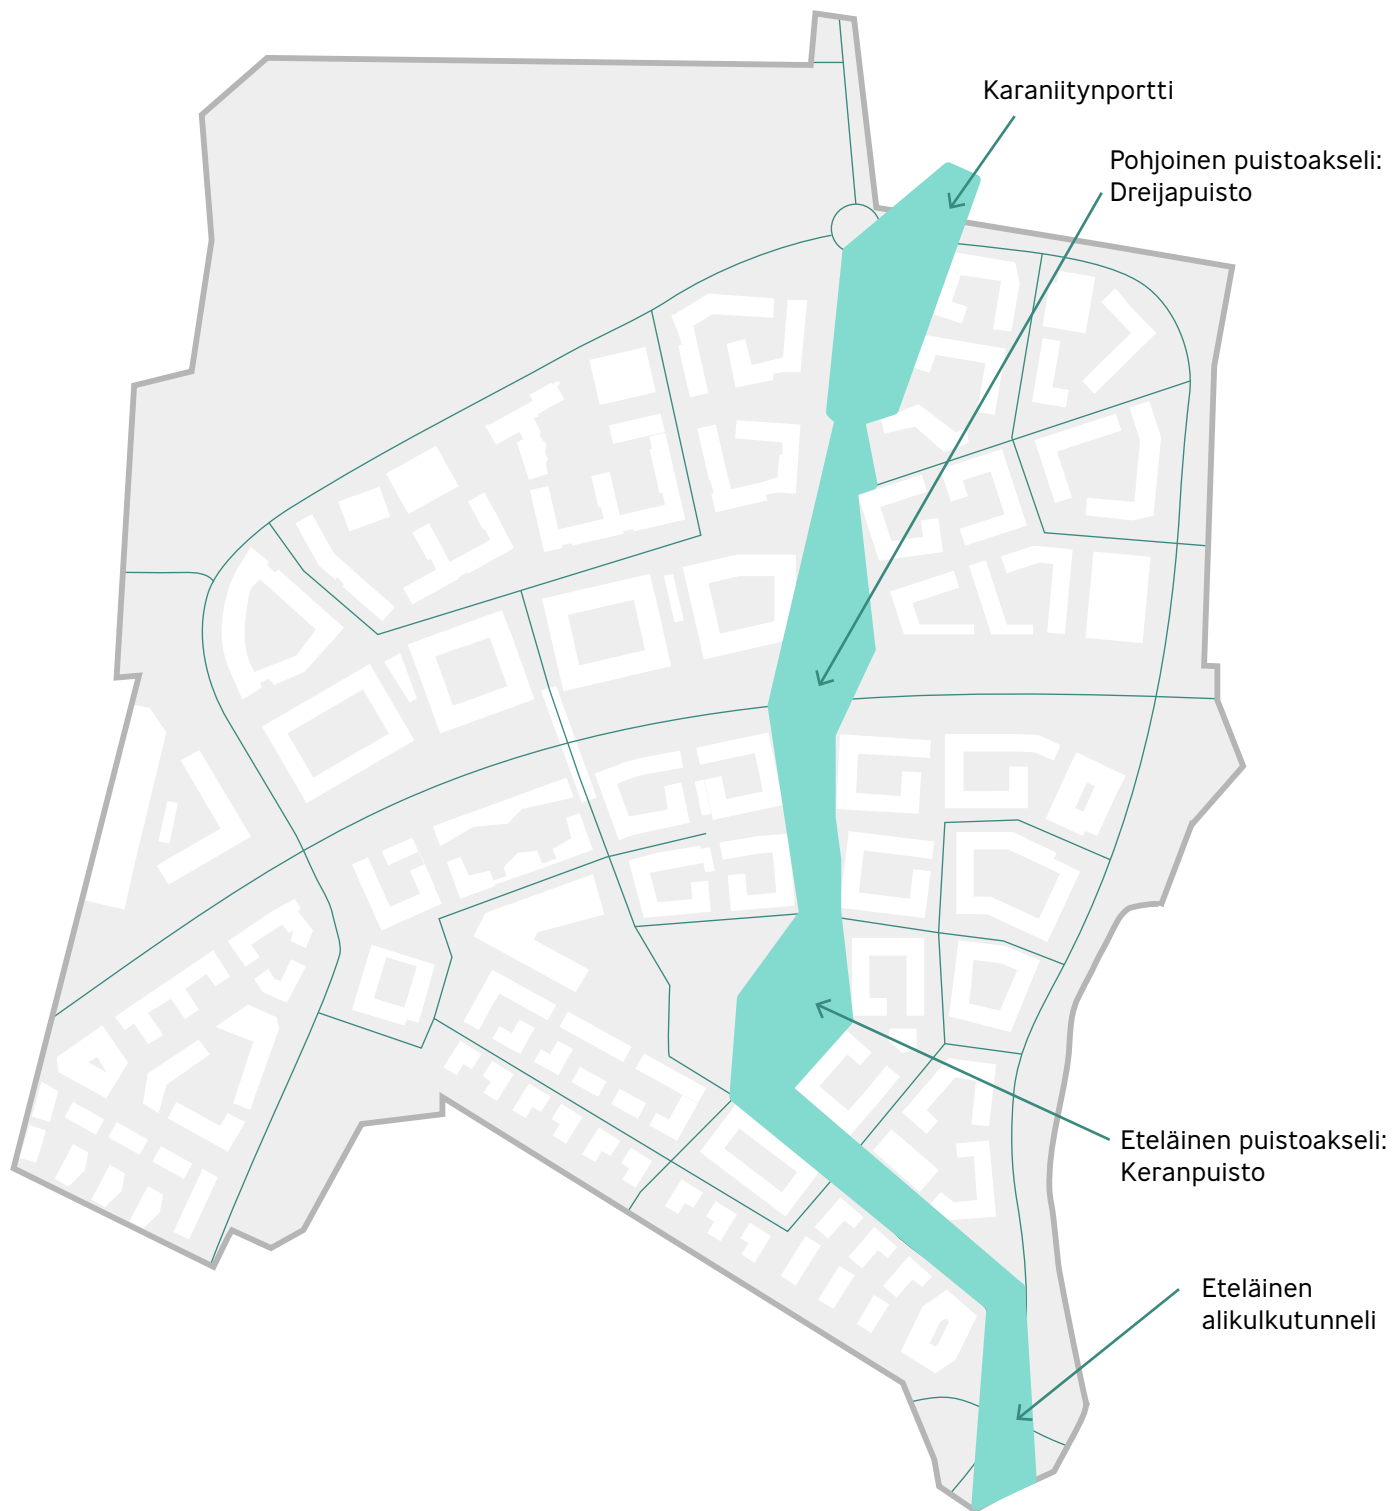 Karaniitynportti
Pohjoinen puistoakseli:
Dreijapuisto
Eteläinen puistoakseli:
Keranpuisto
Eteläinen
alikulkutunneli